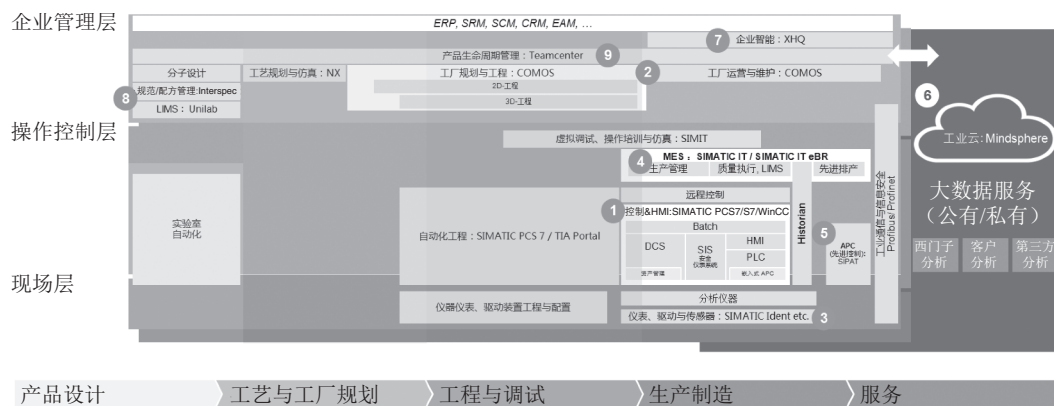 企业管理层
ERP, SRM, SCM, CRM, EAM, …
7 企业智能：XHQ
产品生命周期管理：Teamcenter 9
分子设计
工艺规划与仿真：NX
工厂规划与工程：COMOS
2 工厂运营与维护：COMOS
2D-工程
3D-工程
8 规范/配方管理:Interspec
LIMS：Unilab
6
工业云: Mindsphere
操作控制层
虚拟调试、操作培训与仿真：SIMIT
4 MES：SIMATIC IT / SIMATIC IT eBR
生产管理 质量执行, LIMS 先进排产
大数据服务
（公有/私有）
西门子分析
客户分析
第三方分析
实验室
自动化
自动化工程：SIMATIC PCS 7 / TIA Portal
远程控制
1 控制&HMI:SIMATIC PCS7/S7/WinCC
Batch
DCS
资产管理
SIS
安全
仪表系统
HMI
PLC
嵌入式 APC
Historian
5
APC
(先进控制):
SIPAT
工业通信与信息安全
Profibus/Profinet
现场层
仪器仪表、驱动装置工程与配置
分析仪器
仪表、驱动与传感器：SIMATIC Ident etc. 3
产品设计
工艺与工厂规划
工程与调试
生产制造
服务